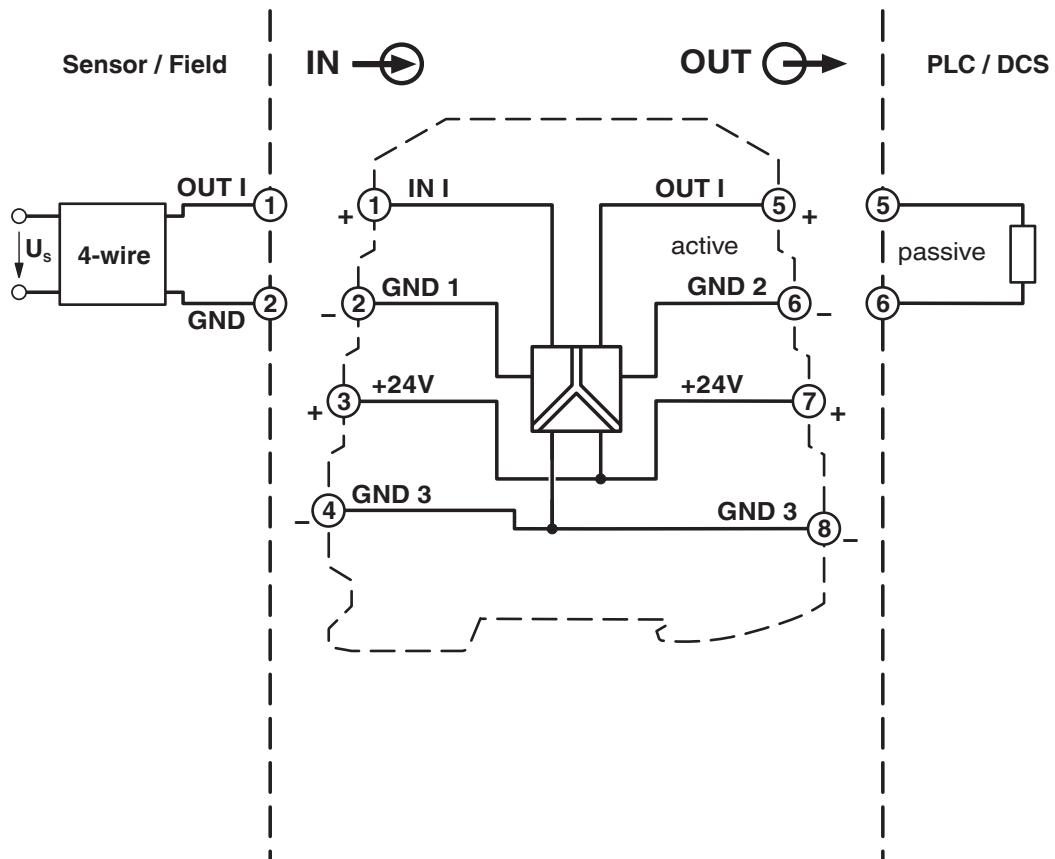 Sensor / Field
IN
OUT
PLC / DCS
OUT I
1
+
1
IN I
OUT I
5
+
5
Us
4-wire
active
passive
2
GND
–
2
GND 1
GND 2
6
–
6
+
3
+24V
+24V
7
+
–
4
GND 3
GND 3
8
–